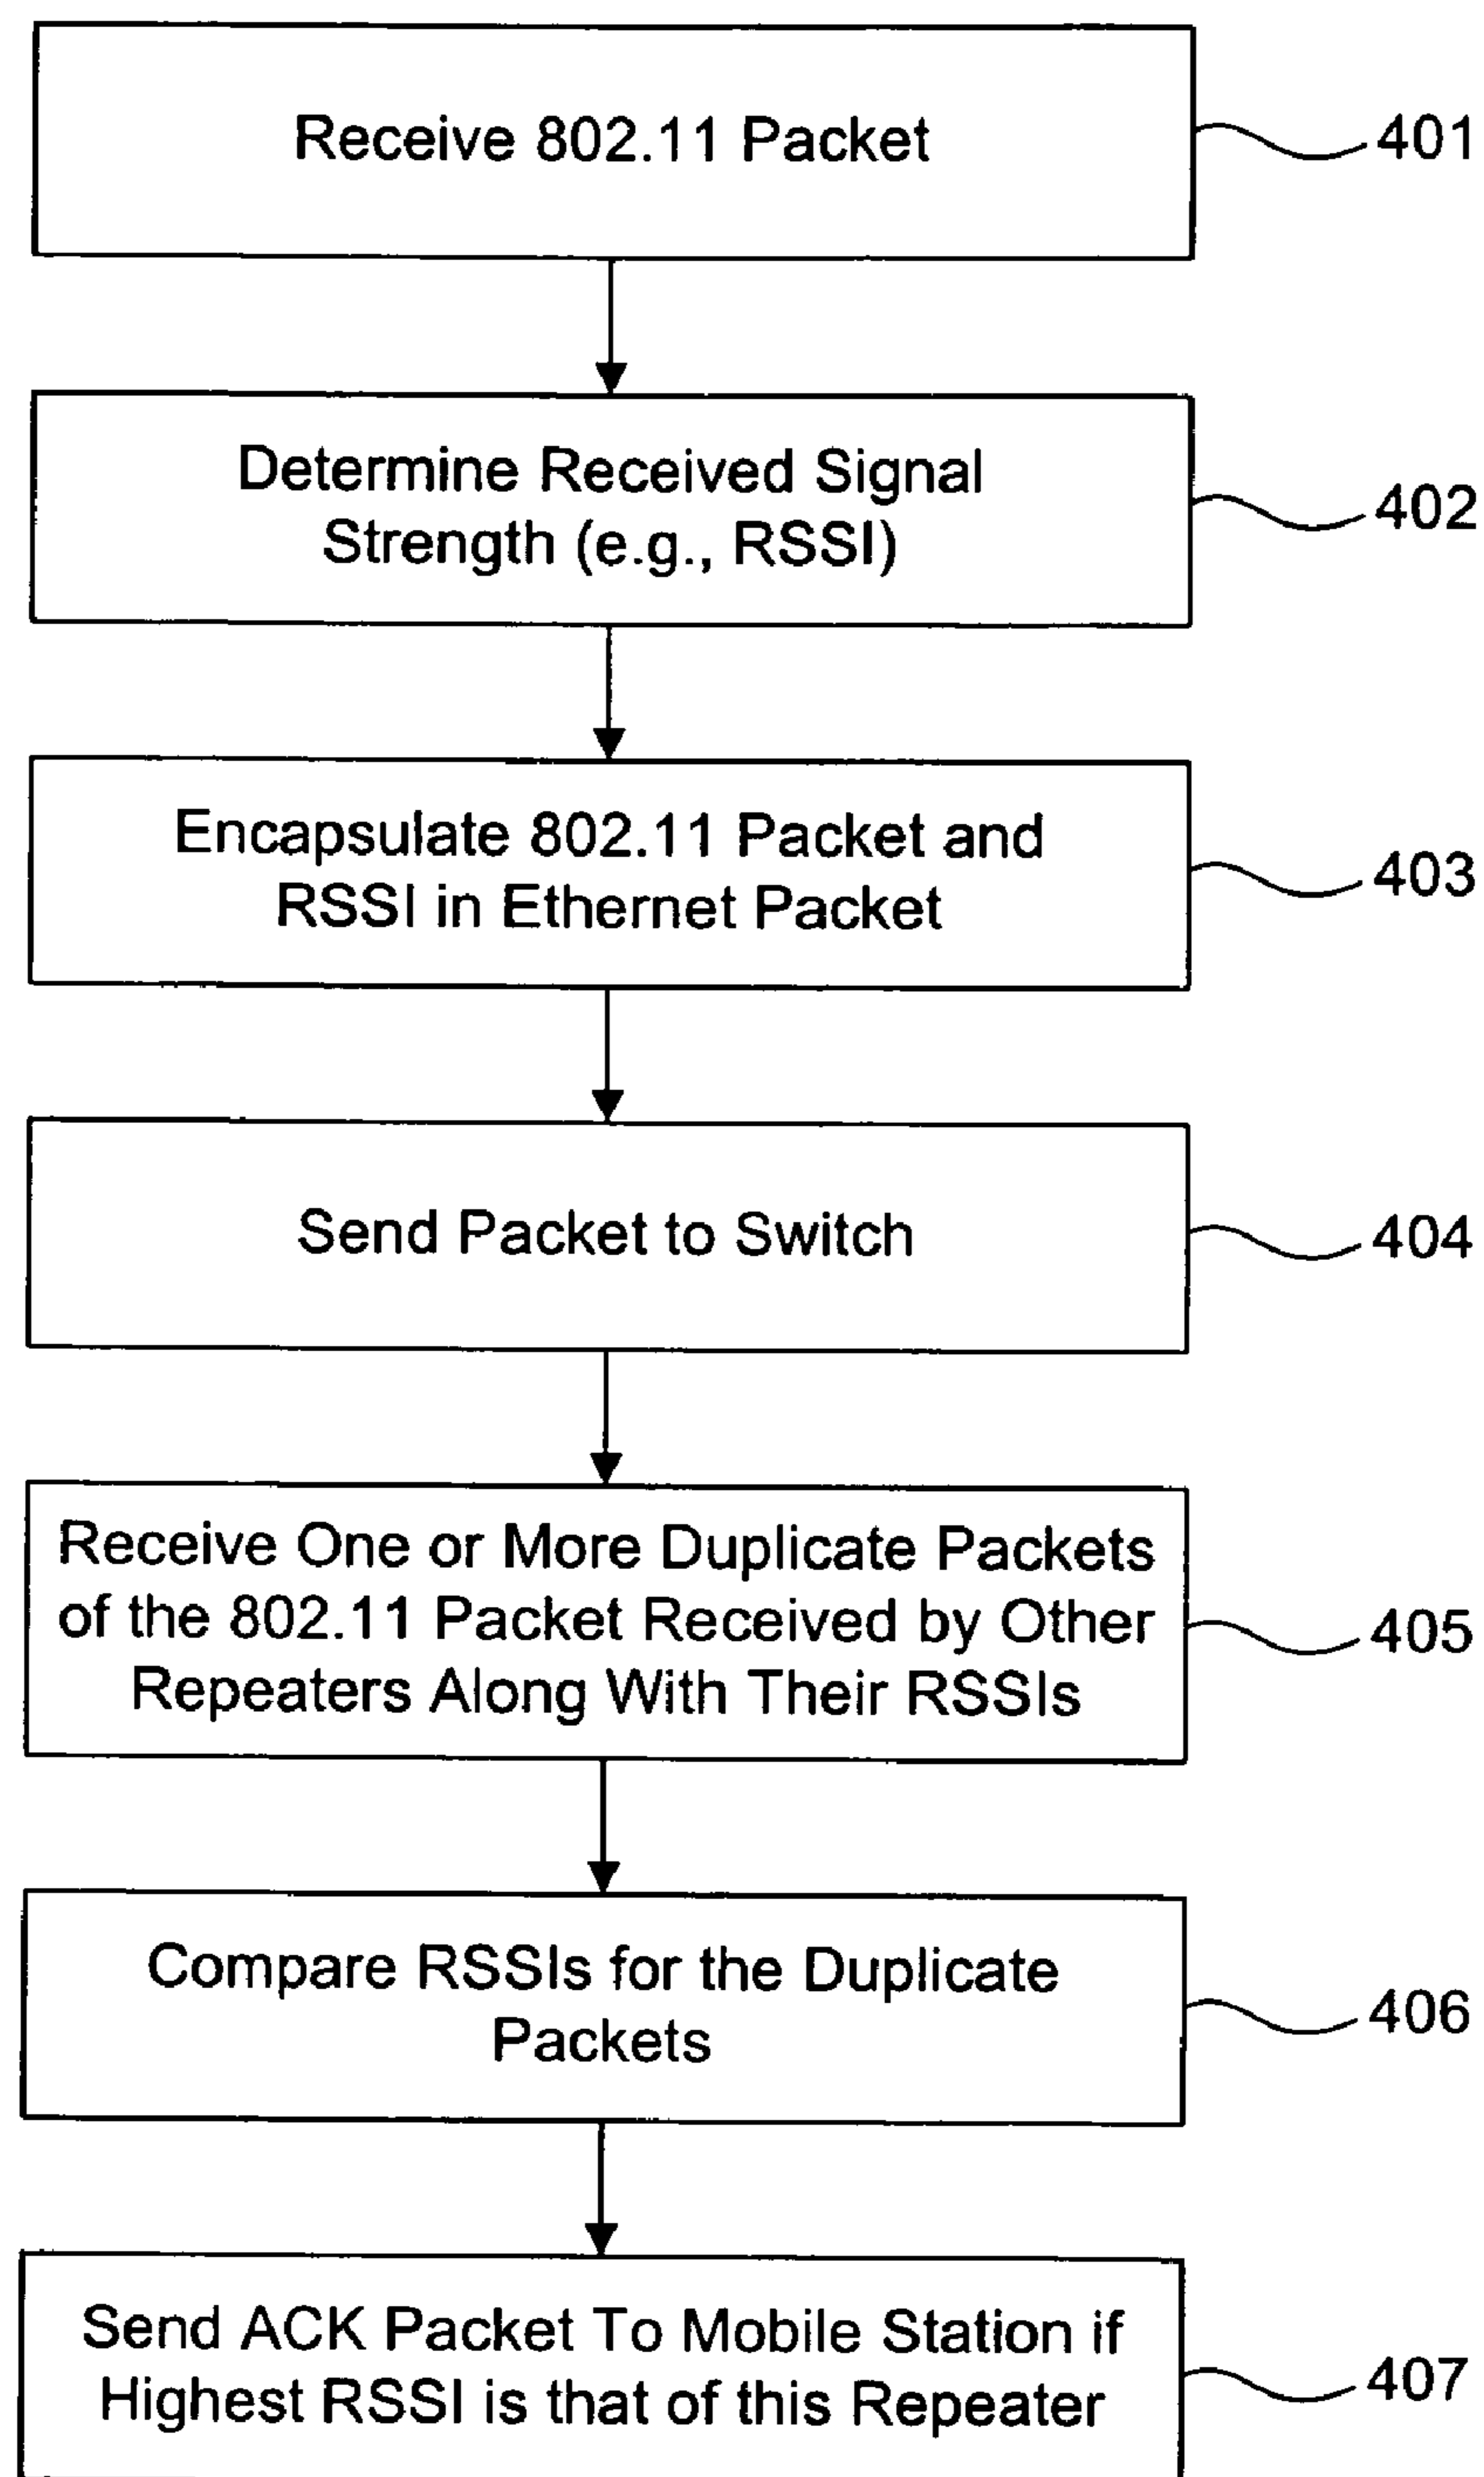 Receive 802.11 Packet
401
Determine Received Signal
Strength (e.g., RSSI)
402
Encapsulate 802.11 Packet and
RSSI in Ethernet Packet
403
Send Packet to Switch
404
Receive One or More Duplicate Packets
of the 802.11 Packet Received by Other
Repeaters Along With Their RSSIs
405
Compare RSSIs for the Duplicate
Packets
406
Send ACK Packet To Mobile Station if
Highest RSSI is that of this Repeater
407